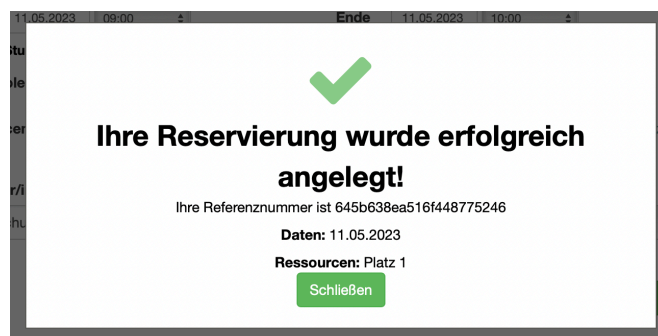 11.05.2023 09:00 Ende 11.05.2023 10:00
Ihre Reservierung wurde erfolgreich
angelegt!
Ihre Referenznummer ist 645b638ea516f448775246
Daten: 11.05.2023
Ressourcen: Platz 1
Schließen